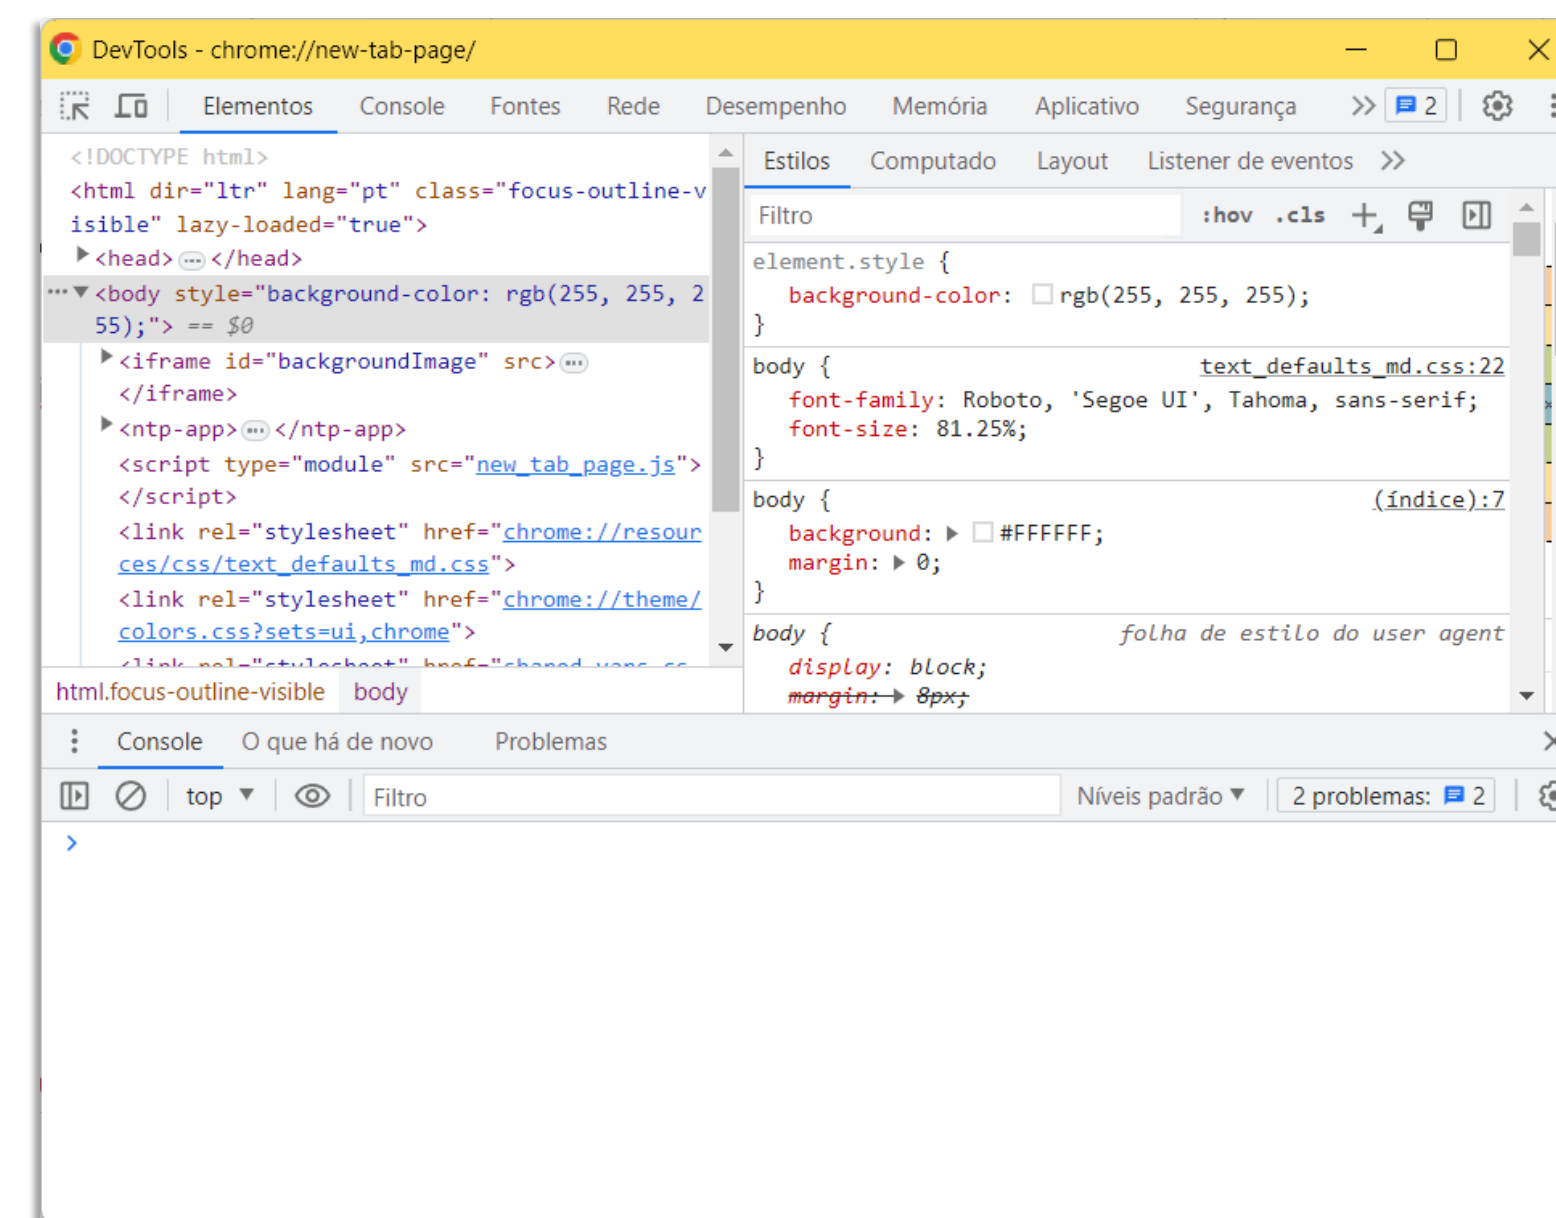 DevTools - chrome://new-tab-page/
Elementos Console Fontes Rede Desempenho Memória Aplicativo Segurança 2
<!DOCTYPE html>
<html dir="ltr" lang="pt" class="focus-outline-v
isible" lazy-loaded="true">
<head> … </head>
… <body style="background-color: rgb(255, 255, 2
55);"> == $0
<iframe id="backgroundImage" src> …
</iframe>
<ntp-app> … </ntp-app>
<script type="module" src="new_tab_page.js">
</script>
<link rel="stylesheet" href="chrome://resour
ces/css/text_defaults_md.css">
<link rel="stylesheet" href="chrome://theme/
colors.css?sets=ui,chrome">
<link rel="stylesheet" href="shared_vars.css
html.focus-outline-visible body
Estilos Computado Layout Listener de eventos
Filtro :hov .cls
element.style {
background-color: rgb(255, 255, 255);
}
body { text_defaults_md.css:22
font-family: Roboto, 'Segoe UI', Tahoma, sans-serif;
font-size: 81.25%;
}
body { (índice):7
background: #FFFFFF;
margin: 0;
}
body { folha de estilo do user agent
display: block;
margin: 8px;
Console O que há de novo Problemas
top Filtro Níveis padrão 2 problemas: 2